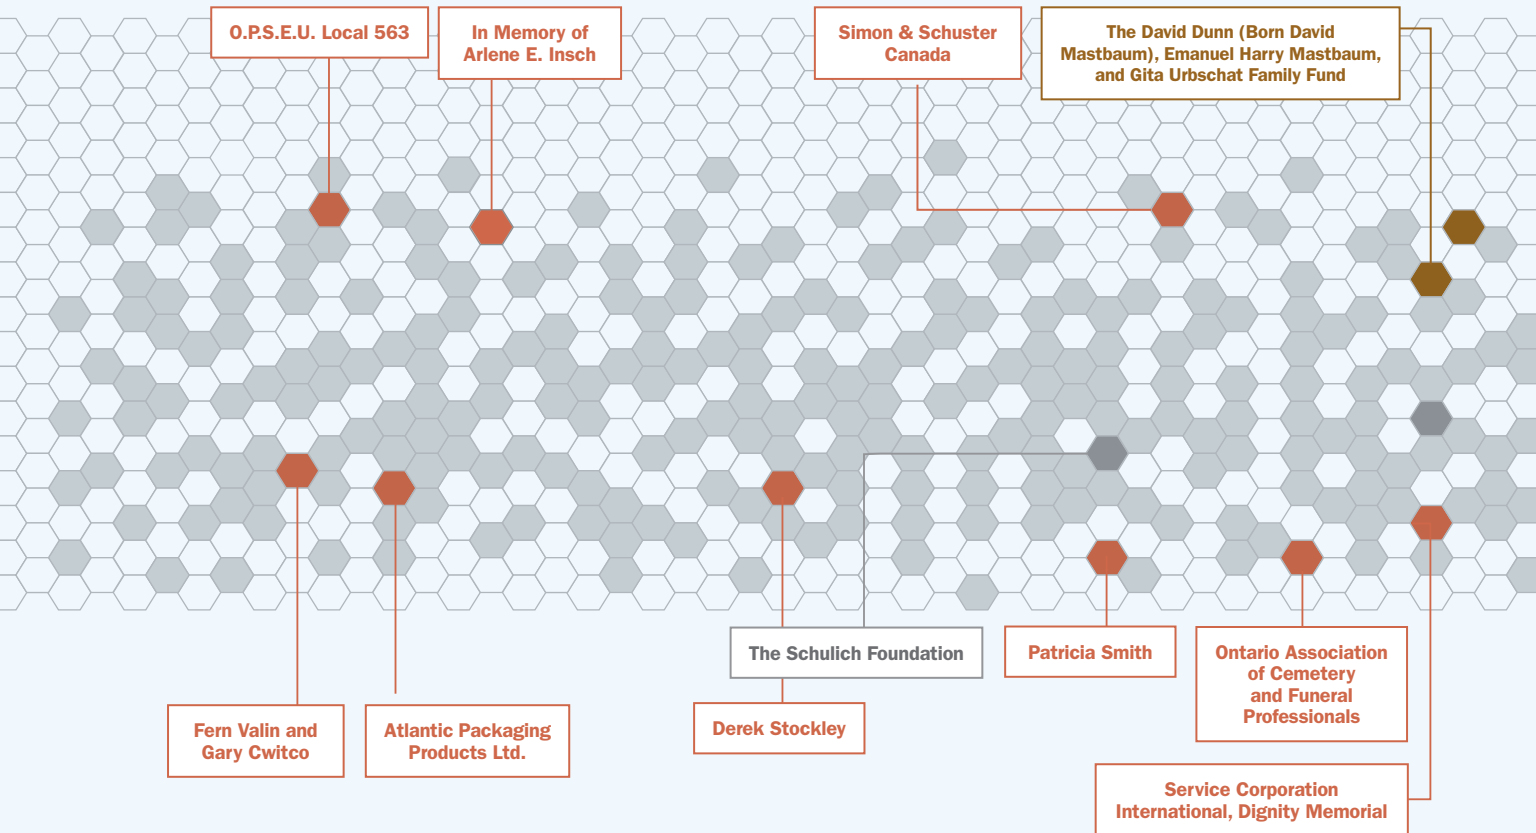 O.P.S.E.U. Local 563
In Memory of
Arlene E. Insch
Simon & Schuster
Canada
The David Dunn (Born David
Mastbaum), Emanuel Harry Mastbaum,
and Gita Urbschat Family Fund
The Schulich Foundation
Patricia Smith
Ontario Association
of Cemetery
and Funeral
Professionals
Fern Valin and
Gary Cwitco
Atlantic Packaging
Products Ltd.
Derek Stockley
Service Corporation
International, Dignity Memorial